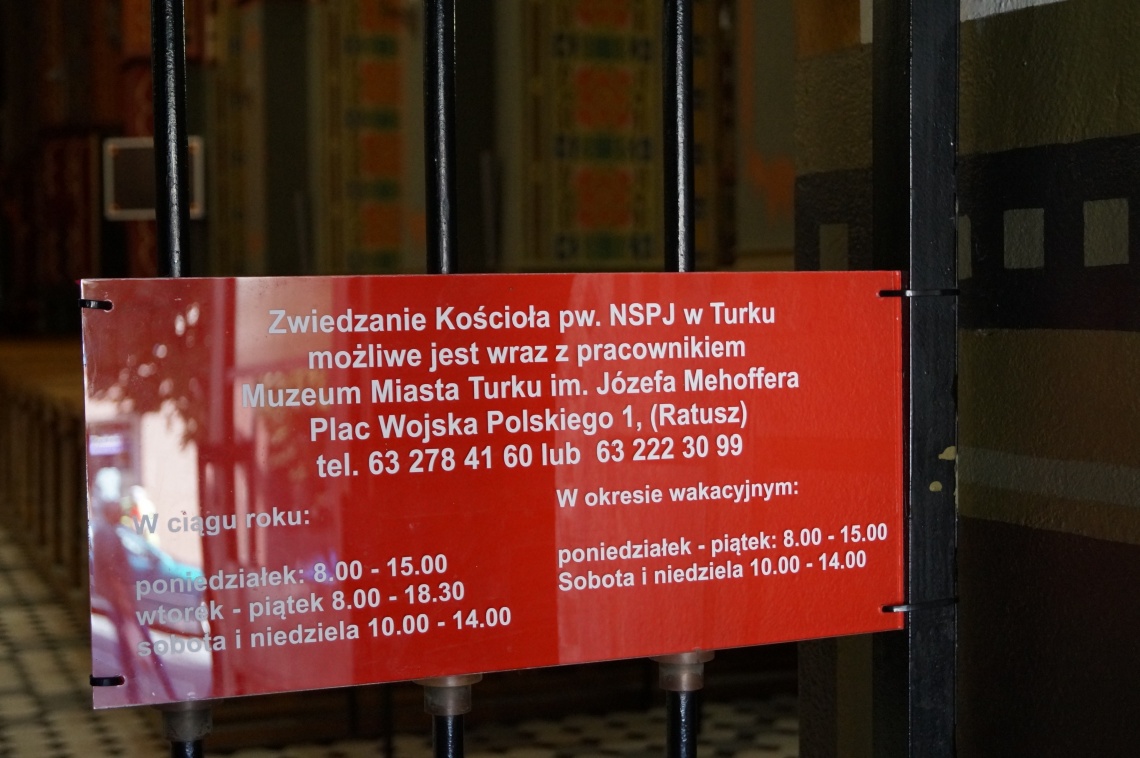 Zwiedzanie Kościoła pw. NSPJ w Turku
możliwe jest wraz z pracownikiem
Muzeum Miasta Turku im. Józefa Mehoffera
Plac Wojska Polskiego 1, (Ratusz)
tel. 63 278 41 60 lub 63 222 30 99
W ciągu roku:
poniedziałek: 8.00 - 15.00
wtorek - piątek 8.00 - 18.30
sobota i niedziela 10.00 - 14.00
W okresie wakacyjnym:
poniedziałek - piątek: 8.00 - 15.00
Sobota i niedziela 10.00 - 14.00